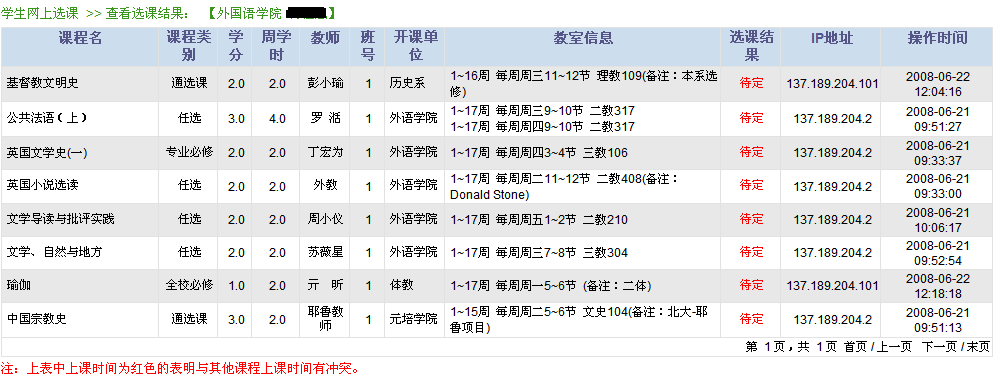 学生网上选课 >> 查看选课结果： 【外国语学院 】
课程名 课程类别 学分 周学时 教师 班号 开课单位 教室信息 选课结果 IP地址 操作时间
基督教文明史 通选课 2.0 2.0 彭小瑜 1 历史系 1~16周 每周周三11~12节 理教109(备注：本系选修) 待定 137.189.204.101 2008-06-22 12:04:16
公共法语（上） 任选 3.0 4.0 罗 湉 1 外语学院 1~17周 每周周三9~10节 二教317
1~17周 每周周四9~10节 二教317 待定 137.189.204.2 2008-06-21 09:51:27
英国文学史(一) 专业必修 2.0 2.0 丁宏为 1 外语学院 1~17周 每周周四3~4节 三教106 待定 137.189.204.2 2008-06-21 09:33:37
英国小说选读 任选 2.0 2.0 外教 1 外语学院 1~17周 每周周二11~12节 二教408(备注：Donald Stone) 待定 137.189.204.2 2008-06-21 09:33:00
文学导读与批评实践 任选 2.0 2.0 周小仪 1 外语学院 1~17周 每周周五1~2节 二教210 待定 137.189.204.2 2008-06-21 10:06:17
文学、自然与地方 任选 2.0 2.0 苏薇星 1 外语学院 1~17周 每周周三7~8节 三教304 待定 137.189.204.2 2008-06-21 09:52:54
瑜伽 全校必修 1.0 2.0 亓 昕 1 体教 1~17周 每周周一5~6节 (备注：二体) 待定 137.189.204.101 2008-06-22 12:18:18
中国宗教史 通选课 3.0 2.0 耶鲁教师 1 元培学院 1~15周 每周周二5~6节 文史104(备注：北大-耶鲁项目) 待定 137.189.204.2 2008-06-21 09:51:13
第 1页，共 1页 首页 / 上一页 下一页 / 末页
注：上表中上课时间为红色的表明与其他课程上课时间有冲突。